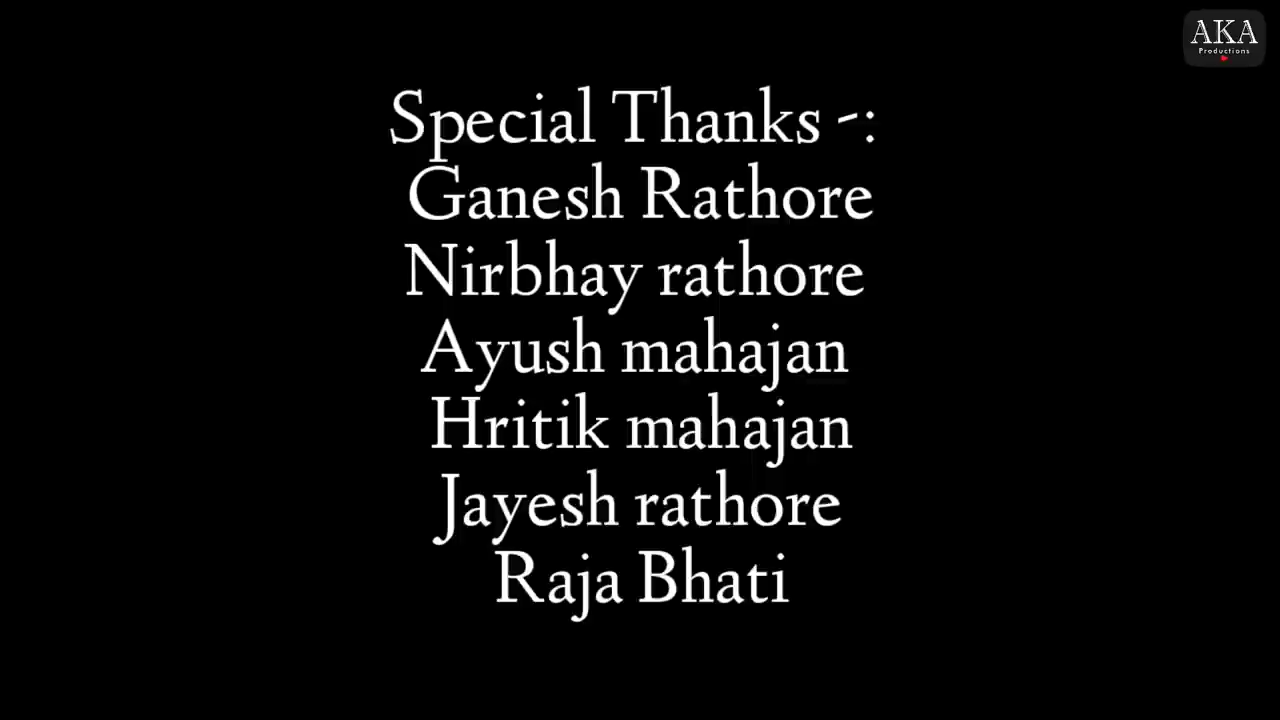 AKA
Productions
Special Thanks -:
Ganesh Rathore
Nirbhay rathore
Ayush mahajan
Hritik mahajan
Jayesh rathore
Raja Bhati